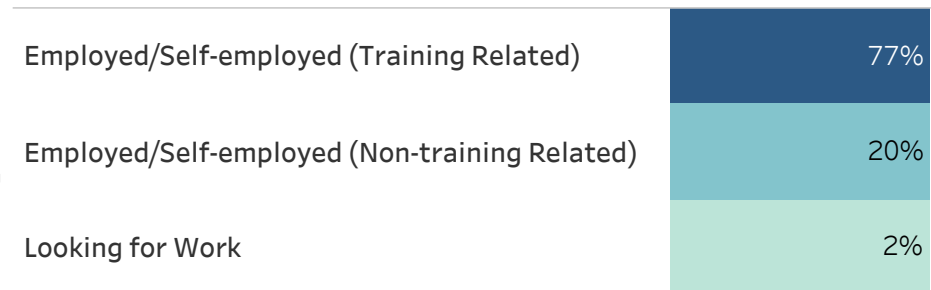 Employed/Self-employed (Training Related) 77%
Employed/Self-employed (Non-training Related) 20%
Looking for Work 2%